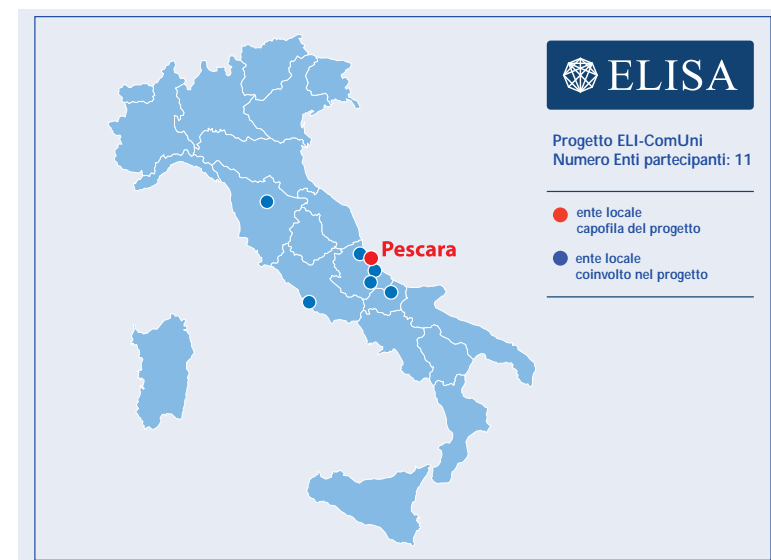 ELISA
Progetto ELI-ComUni
Numero Enti partecipanti: 11
Pescara
ente locale
capofila del progetto
ente locale
coinvolto nel progetto